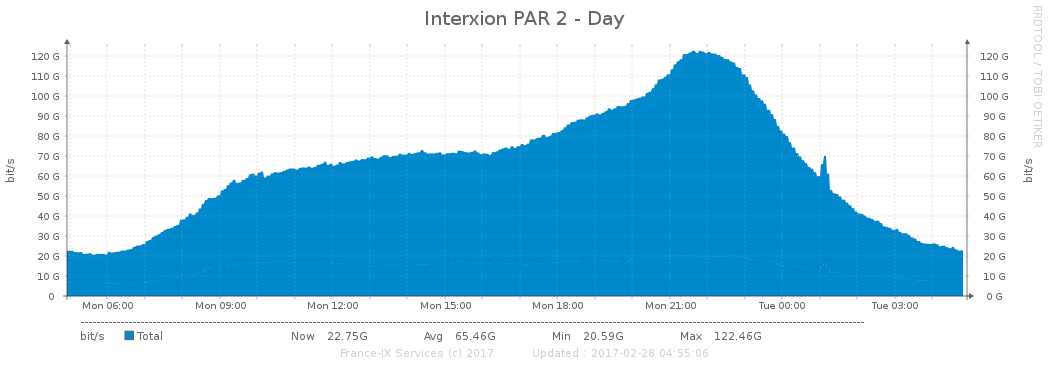 Interxion PAR 2 - Day
RRDTOOL / TOBI OETIKER
bit/s
120 G
110 G
100 G
90 G
80 G
70 G
60 G
50 G
40 G
30 G
20 G
10 G
0
120 G
110 G
100 G
90 G
80 G
70 G
60 G
50 G
40 G
30 G
20 G
10 G
0 G
bit/s
Mon 06:00 Mon 09:00 Mon 12:00 Mon 15:00 Mon 18:00 Mon 21:00 Tue 00:00 Tue 03:00
bit/s Total Now 22.75G Avg 65.46G Min 20.59G Max 122.46G
France-IX Services (c) 2017 Updated : 2017-02-28 04:55:06